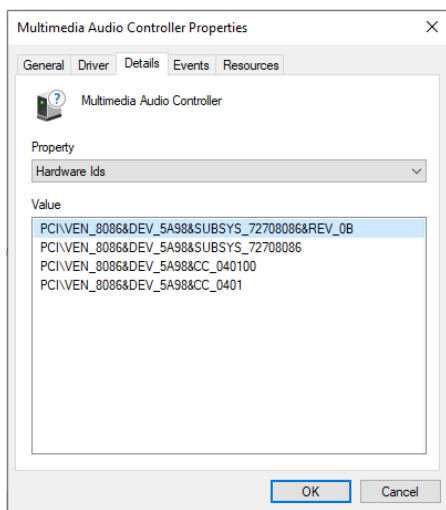 Multimedia Audio Controller Properties
General Driver Details Events Resources
Multimedia Audio Controller
Property
Hardware Ids
Value
PCI\VEN_8086&DEV_5A98&SUBSYS_72708086&REV_0B
PCI\VEN_8086&DEV_5A98&SUBSYS_72708086
PCI\VEN_8086&DEV_5A98&CC_040100
PCI\VEN_8086&DEV_5A98&CC_0401
OK Cancel